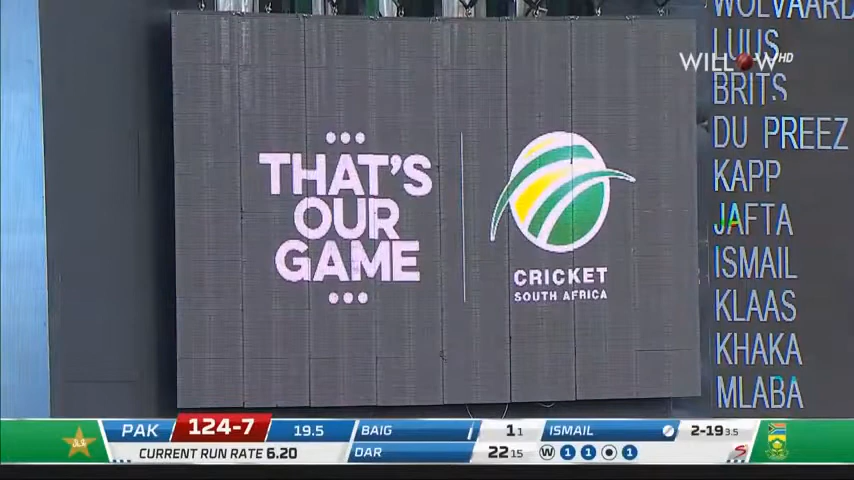 WOLVAARD
LUUS
WILLOW HD
BRITS
DU PREEZ
KAPP
JAFTA
ISMAIL
KLAAS
KHAKA
MLABA
THAT'S
OUR
GAME
CRICKET
SOUTH AFRICA
PAK 124-7 19.5 BAIG 1 1 ISMAIL 2-19 3.5
CURRENT RUN RATE 6.20 DAR 22 15 W 1 1 1